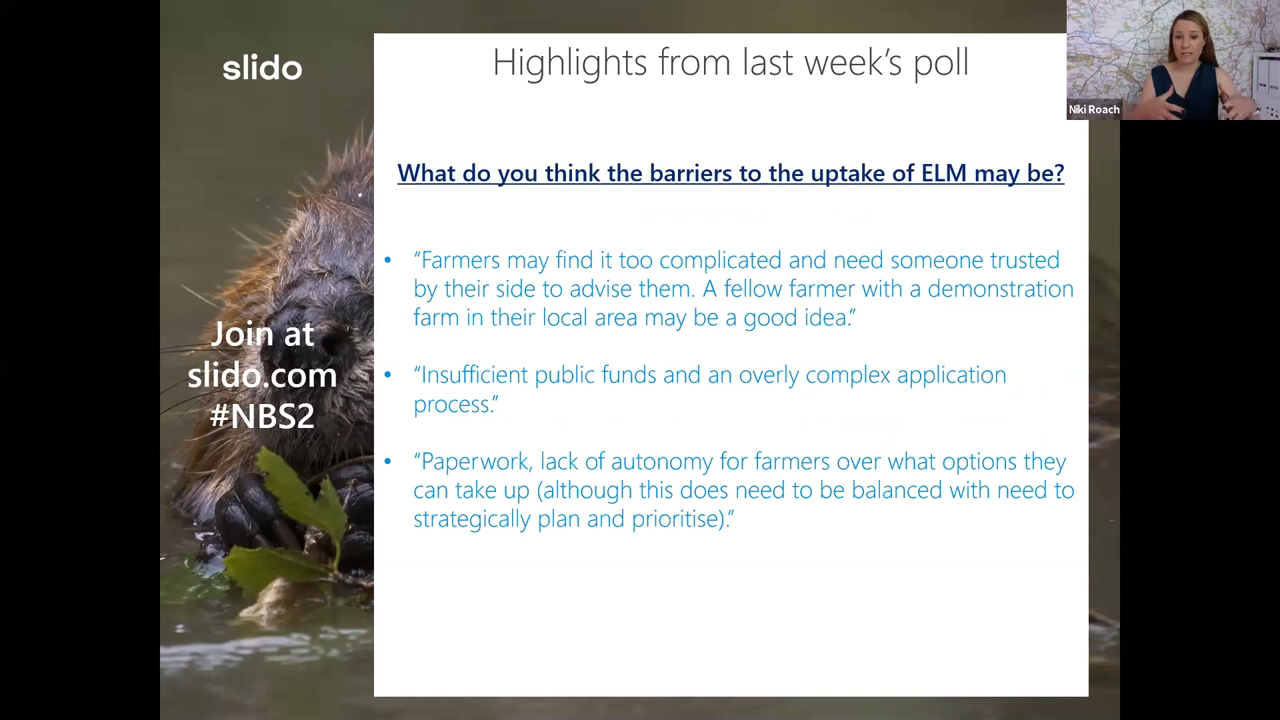 slido
Join at
slido.com
#NBS2
Highlights from last week’s poll
What do you think the barriers to the uptake of ELM may be?
• “Farmers may find it too complicated and need someone trusted
by their side to advise them. A fellow farmer with a demonstration
farm in their local area may be a good idea.”
• “Insufficient public funds and an overly complex application
process.”
• “Paperwork, lack of autonomy for farmers over what options they
can take up (although this does need to be balanced with need to
strategically plan and prioritise).”
Niki Roach